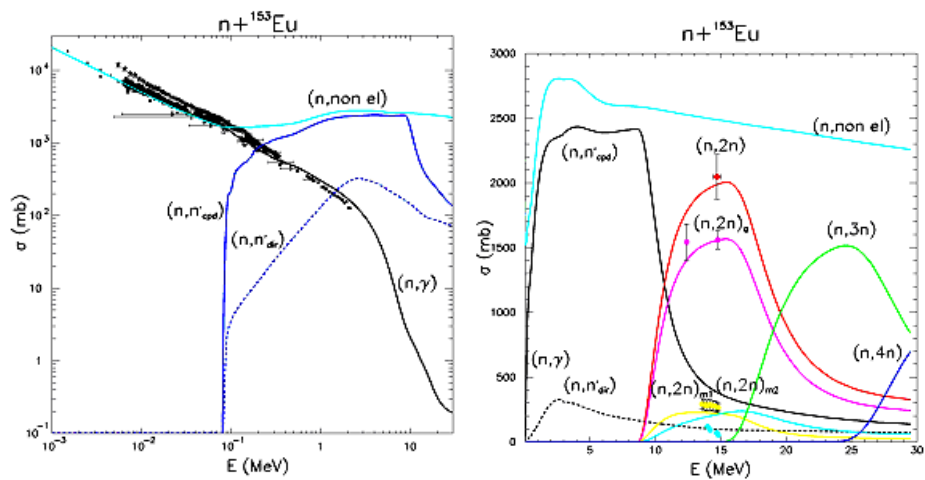 n+¹⁵³Eu
σ (mb)
10⁴
10³
10²
10
1
10⁻¹
10⁻³
10⁻²
10⁻¹
1
10
E (MeV)
(n,non el)
(n,n'cpd)
(n,n'dir)
(n,γ)
n+¹⁵³Eu
σ (mb)
3000
2500
2000
1500
1000
500
0
0
5
10
15
20
25
30
E (MeV)
(n,non el)
(n,n'cpd)
(n,2n)
(n,2n)g
(n,3n)
(n,4n)
(n,γ)
(n,n'dir)
(n,2n)m1
(n,2n)m2